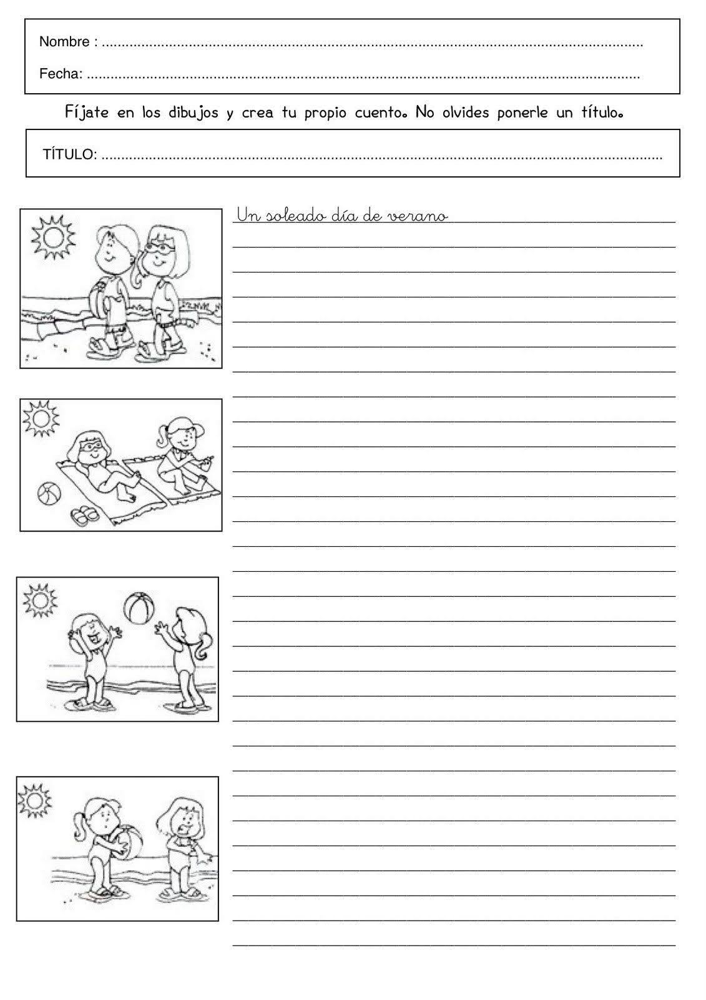 Nombre : ..........................................................................................................................................
Fecha: .............................................................................................................................................
Fíjate en los dibujos y crea tu propio cuento. No olvides ponerle un título.
TÍTULO: ...............................................................................................................................................
Un soleado día de verano